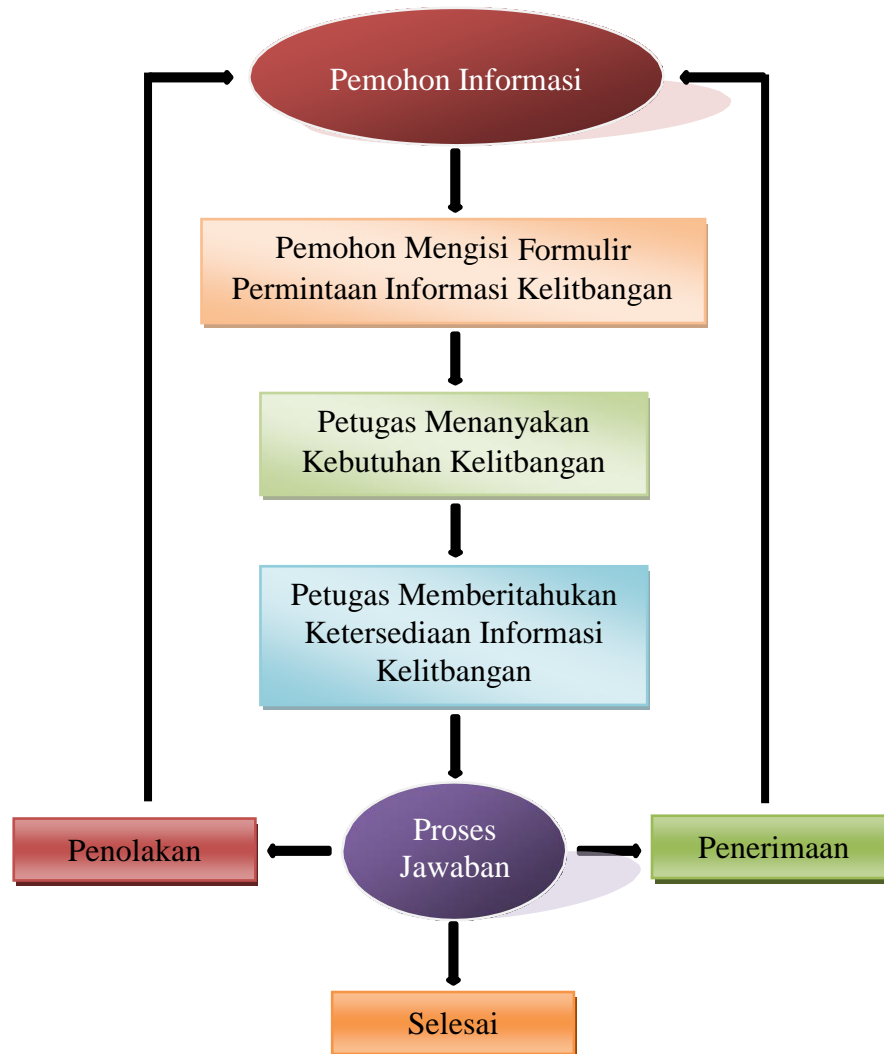 Pemohon Informasi
Pemohon Mengisi Formulir
Permintaan Informasi Kelitbangan
Petugas Menanyakan
Kebutuhan Kelitbangan
Petugas Memberitahukan
Ketersediaan Informasi
Kelitbangan
Penolakan
Proses
Jawaban
Penerimaan
Selesai